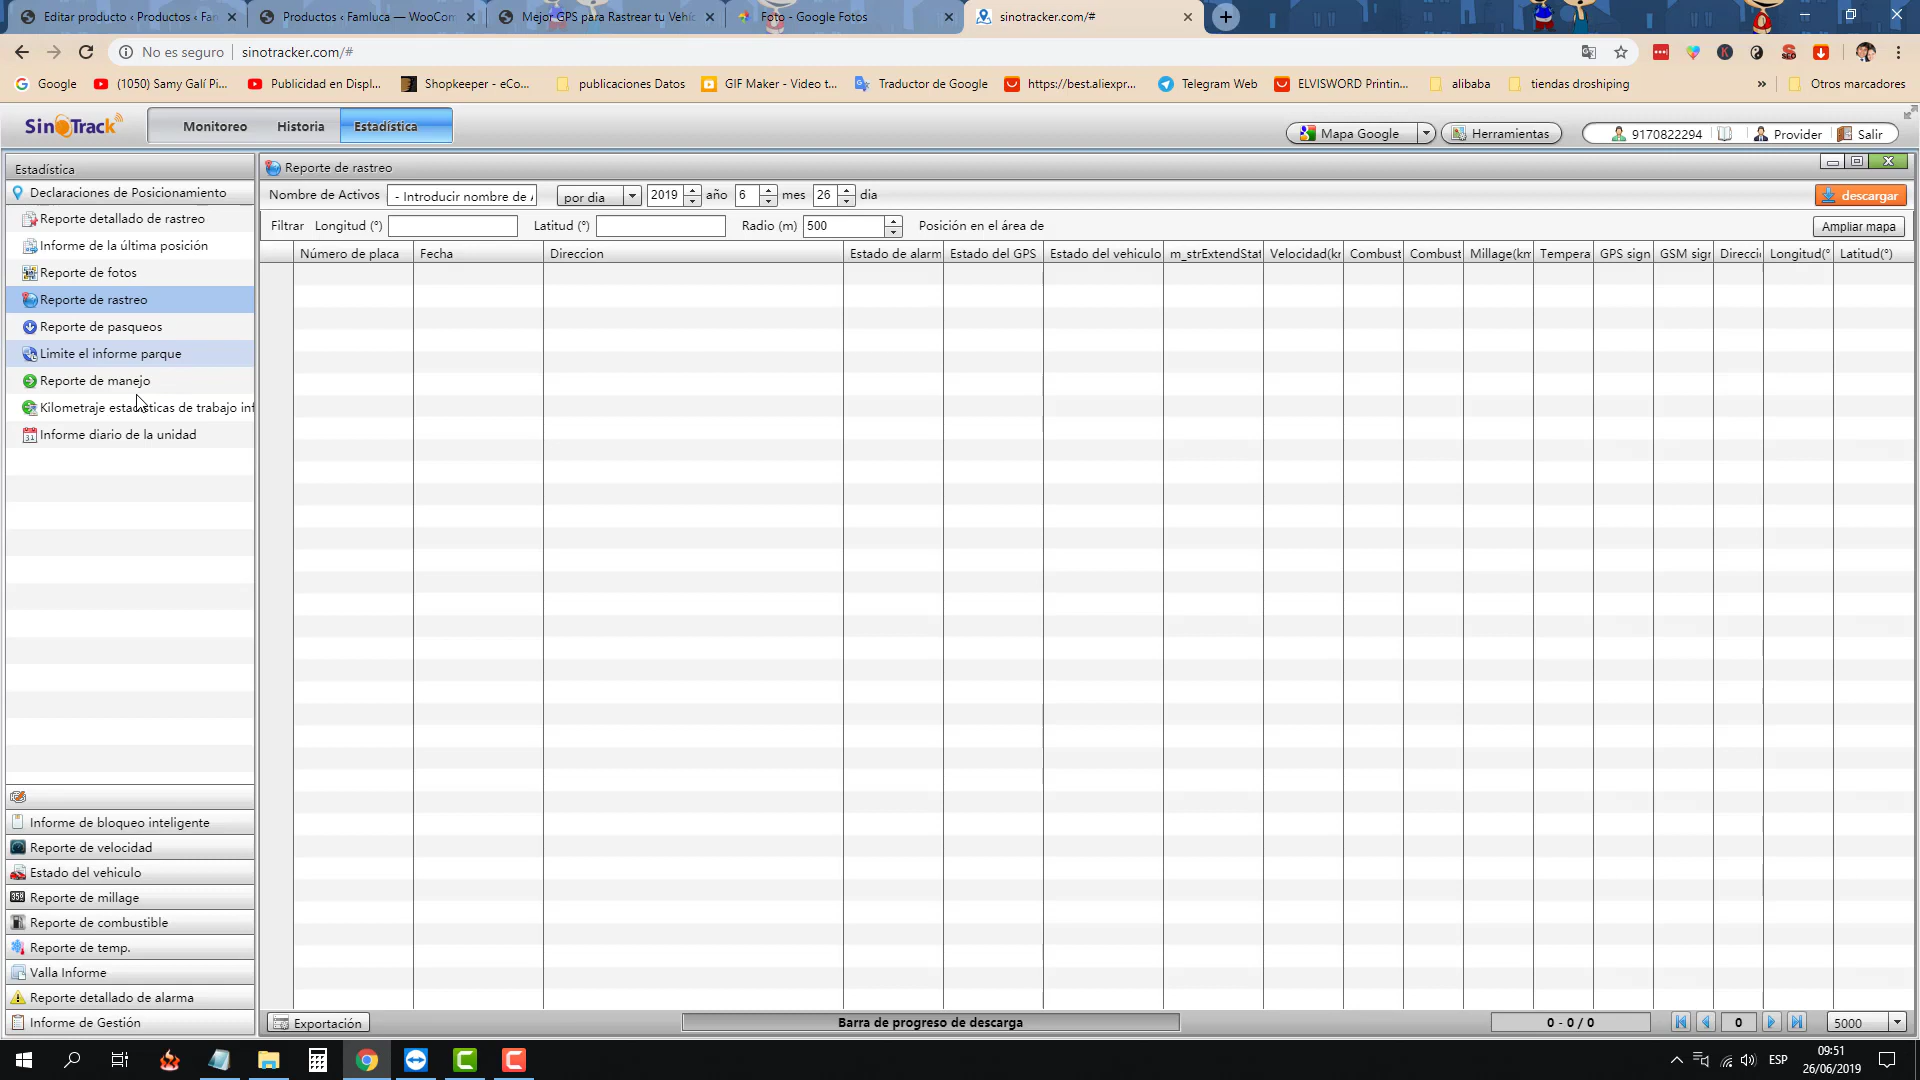 Editar producto ‹ Productos ‹ Fan
Productos ‹ Famluca — WooCom
Mejor GPS para Rastrear tu Vehíc
Foto - Google Fotos
sinotracker.com/#
No es seguro
sinotracker.com/#
Google
(1050) Samy Galí Pi...
Publicidad en Displ...
Shopkeeper - eCo...
publicaciones Datos
GIF Maker - Video t...
Traductor de Google
https://best.aliexpr...
Telegram Web
ELVISWORD Printin...
alibaba
tiendas droshiping
»
Otros marcadores
SinoTrack
Monitoreo
Historia
Estadística
Mapa Google
Herramientas
9170822294
Provider
Salir
Estadística
Reporte de rastreo
Declaraciones de Posicionamiento
Nombre de Activos
- Introducir nombre de
por dia
2019
año
6
mes
26
dia
descargar
Reporte detallado de rastreo
Filtrar
Longitud (°)
Latitud (°)
Radio (m)
500
Posición en el área de
Ampliar mapa
Informe de la última posición
Número de placa
Fecha
Direccion
Estado de alarm
Estado del GPS
Estado del vehiculo
m_strExtendStat
Velocidad(kr
Combust
Combust
Millage(km
Tempera
GPS sign
GSM sigr
Direcci
Longitud(°
Latitud(°)
Reporte de fotos
Reporte de rastreo
Reporte de pasqueos
Limite el informe parque
Reporte de manejo
Kilometraje estadísticas de trabajo inf
Informe diario de la unidad
31
Informe de bloqueo inteligente
Reporte de velocidad
Estado del vehiculo
Reporte de millage
Reporte de combustible
Reporte de temp.
Valla Informe
Reporte detallado de alarma
Informe de Gestión
Exportación
Barra de progreso de descarga
0 - 0 / 0
0
5000
ESP
09:51
26/06/2019